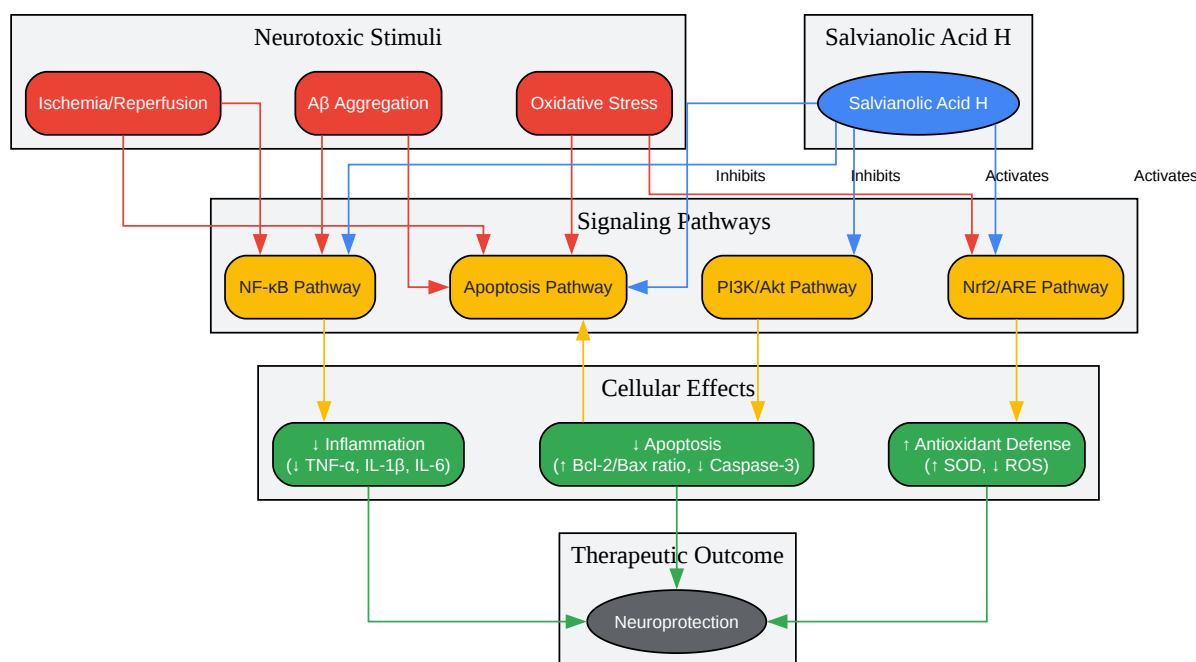 Neurotoxic Stimuli
Salvianolic Acid H
Ischemia/Reperfusion
Aβ Aggregation
Oxidative Stress
Salvianolic Acid H
Inhibits
Inhibits
Activates
Activates
Signaling Pathways
NF-κB Pathway
Apoptosis Pathway
PI3K/Akt Pathway
Nrf2/ARE Pathway
Cellular Effects
↓ Inflammation
(↓ TNF-α, IL-1β, IL-6)
↓ Apoptosis
(↑ Bcl-2/Bax ratio, ↓ Caspase-3)
↑ Antioxidant Defense
(↑ SOD, ↓ ROS)
Therapeutic Outcome
Neuroprotection